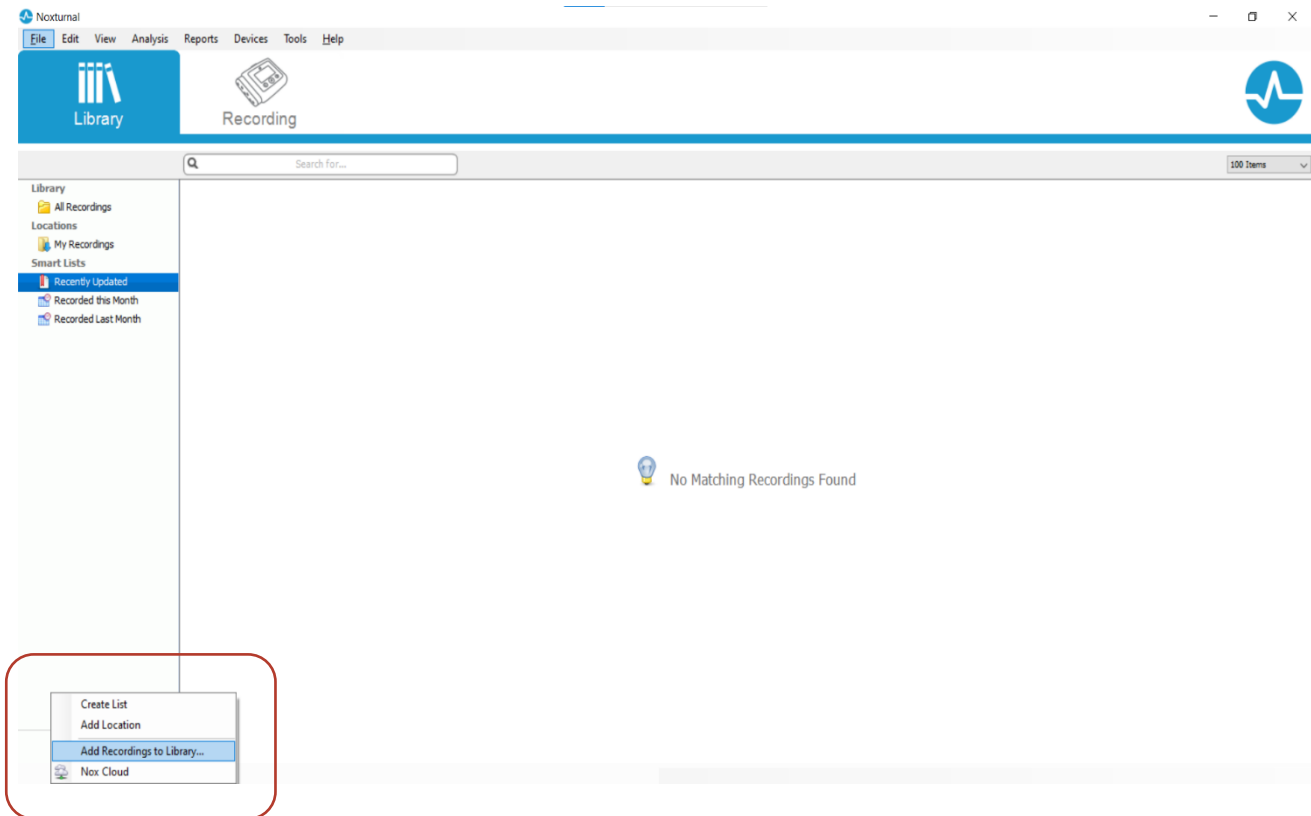 Noxturnal
File Edit View Analysis Reports Devices Tools Help
Library
Recording
Search for...
100 Items
Library
All Recordings
Locations
My Recordings
Smart Lists
Recently Updated
Recorded this Month
Recorded Last Month
No Matching Recordings Found
Create List
Add Location
Add Recordings to Library...
Nox Cloud